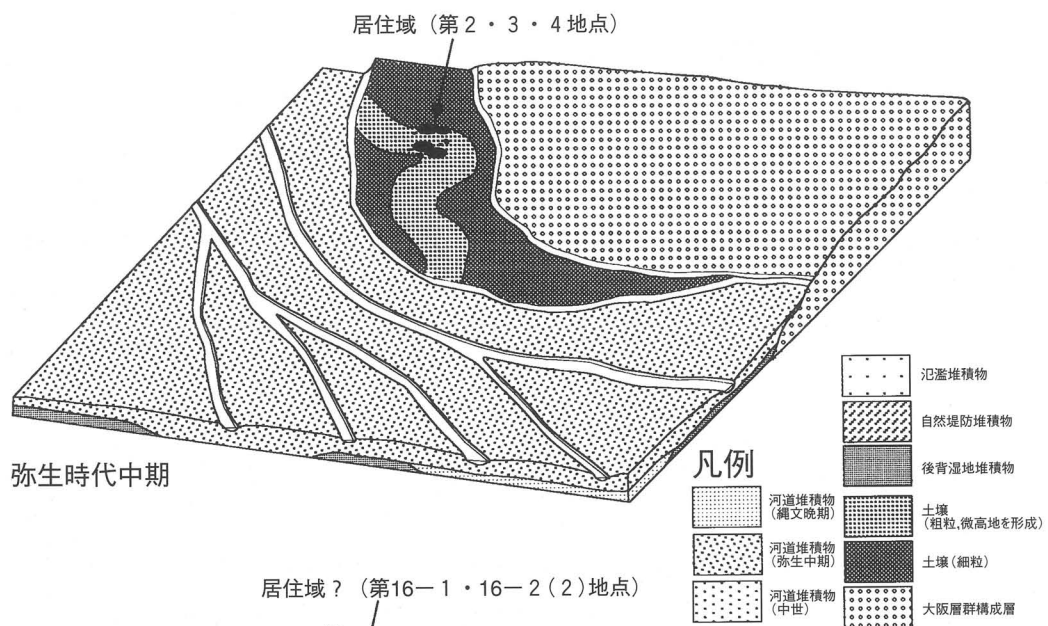 居住域（第2・3・4地点）
弥生時代中期
凡例
河道堆積物
（縄文晩期）
河道堆積物
（弥生中期）
河道堆積物
（中世）
氾濫堆積物
自然堤防堆積物
後背湿地堆積物
土壌
（粗粒,微高地を形成）
土壌（細粒）
大阪層群構成層
居住域？（第16－1・16－2（2）地点）